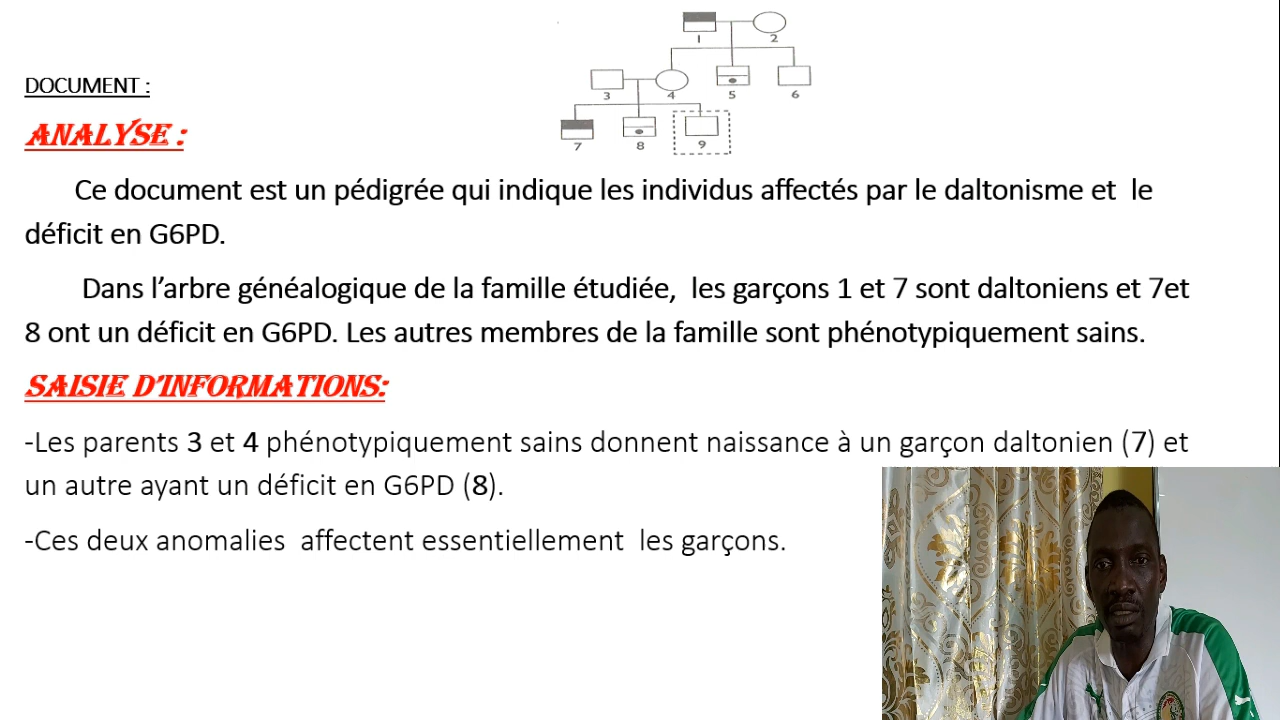 1
2
DOCUMENT :
3
4
5
6
ANALYSE :
7
8
9
Ce document est un pédigrée qui indique les individus affectés par le daltonisme et le
déficit en G6PD.
Dans l’arbre généalogique de la famille étudiée, les garçons 1 et 7 sont daltoniens et 7et
8 ont un déficit en G6PD. Les autres membres de la famille sont phénotypiquement sains.
SAISIE D’INFORMATIONS:
-Les parents 3 et 4 phénotypiquement sains donnent naissance à un garçon daltonien (7) et
un autre ayant un déficit en G6PD (8).
-Ces deux anomalies affectent essentiellement les garçons.